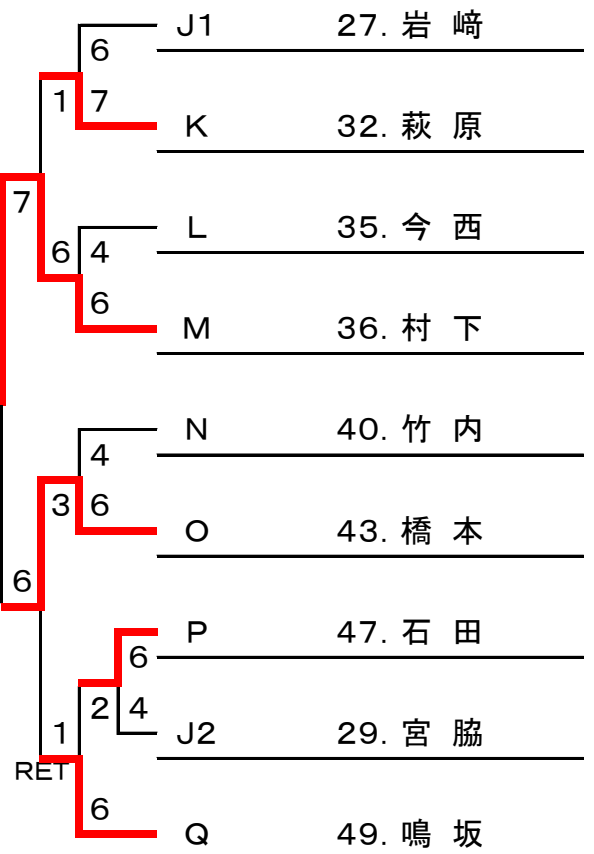 J1 27. 岩 﨑
6
1 7
K 32. 萩 原
7
L 35. 今 西
6 4
6
M 36. 村 下
N 40. 竹 内
4
3 6
O 43. 橋 本
6
P 47. 石 田
6
2 4
1
J2 29. 宮 脇
RET
6
Q 49. 鳴 坂